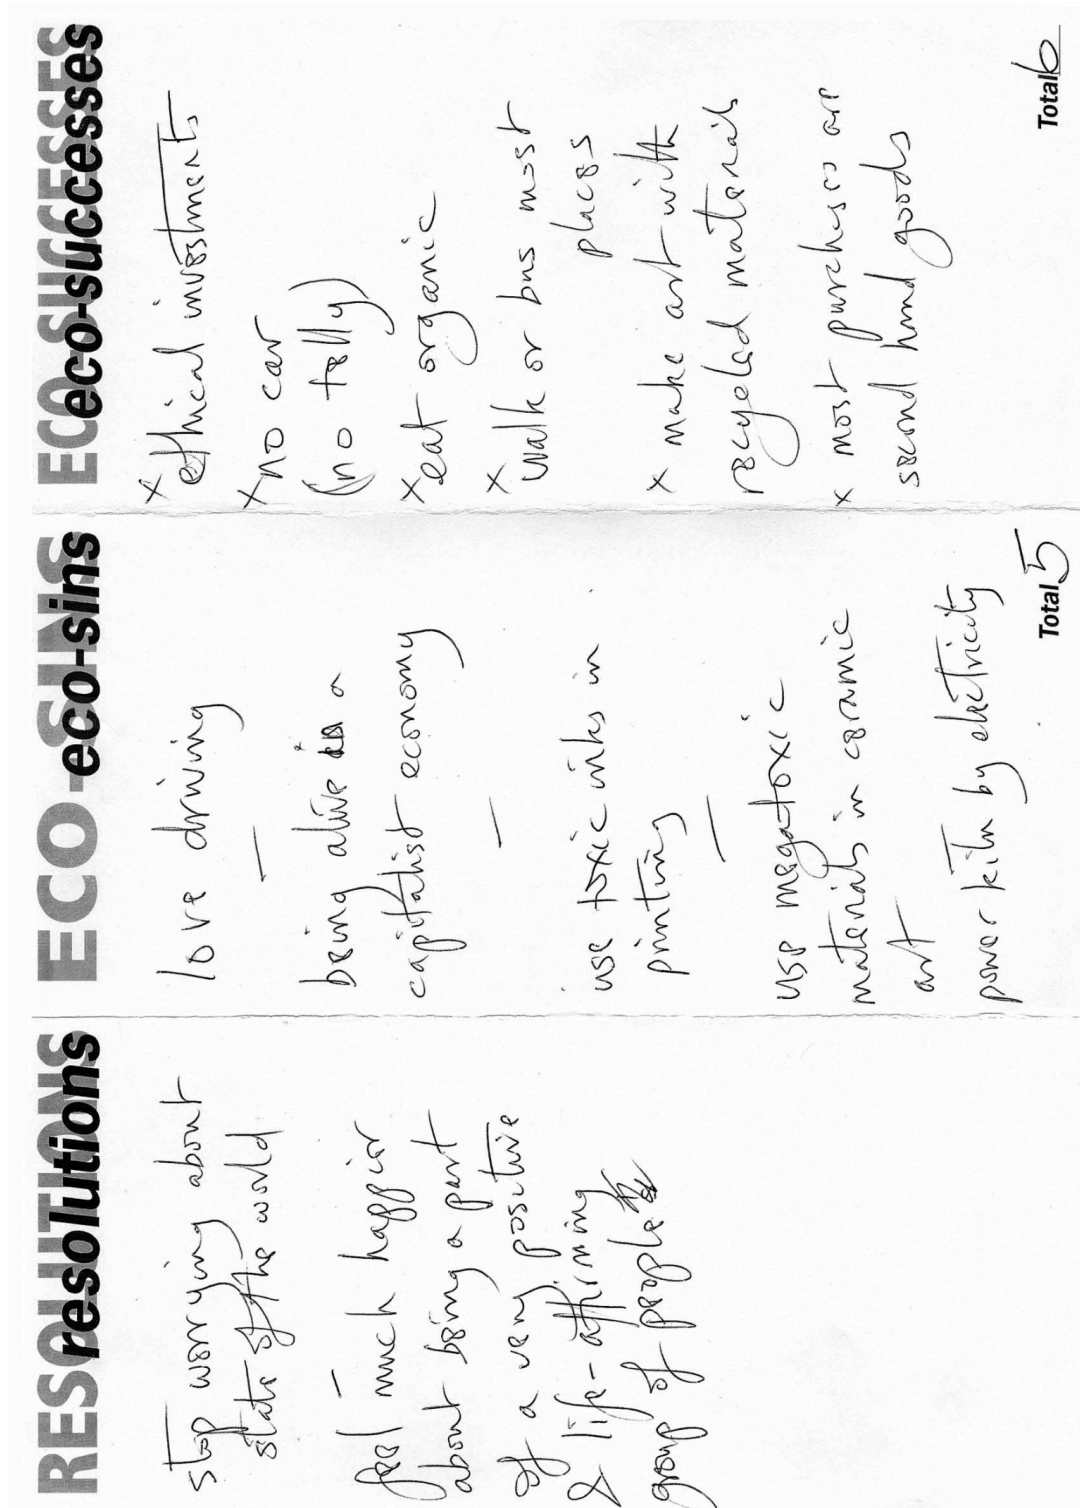 RESOLUTIONS
resolutions
stop worrying about
state of the world
feel much happier
about being a part
of a very positive
& life-affirming
group of people
ECO-SINS
eco-sins
love driving
being alive in a
capitalist economy
use toxic inks in
printing
use megatoxic
materials in ceramic
art
power kiln by electricity
Total 5
ECO-SUCCESSES
eco-successes
x
ethical investments
x no car
(no telly)
x eat organic
x
walk or bus most
places
x make art with
recycled materials
x most purchases are
second hand goods
Total 6